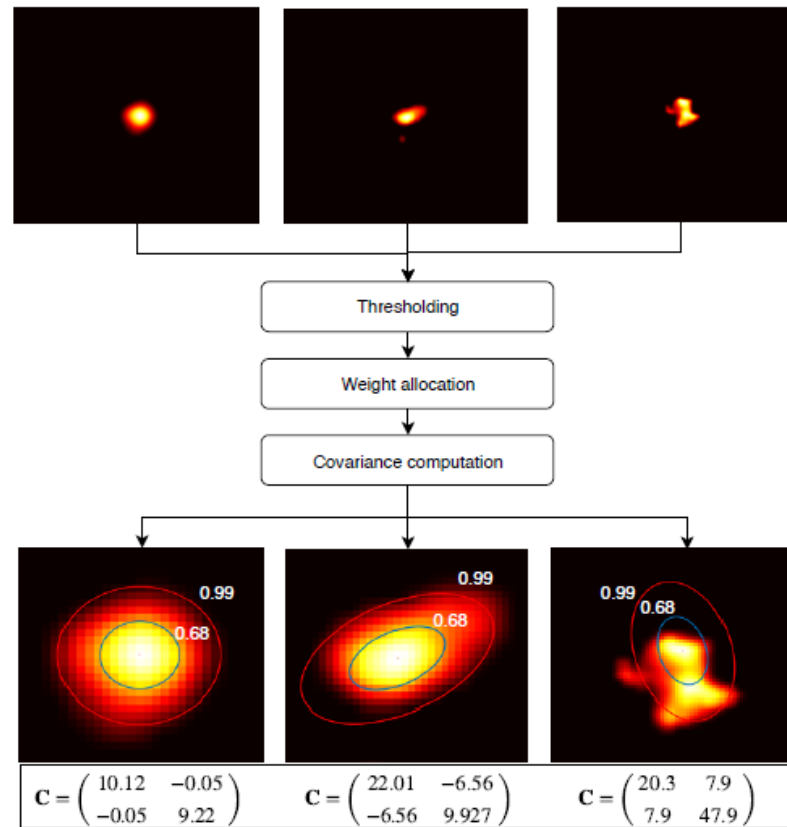 Thresholding
Weight allocation
Covariance computation
0.99
0.68
0.99
0.68
0.99
0.68
C = ( 10.12 −0.05
−0.05 9.22 )
C = ( 22.01 −6.56
−6.56 9.927 )
C = ( 20.3 7.9
7.9 47.9 )